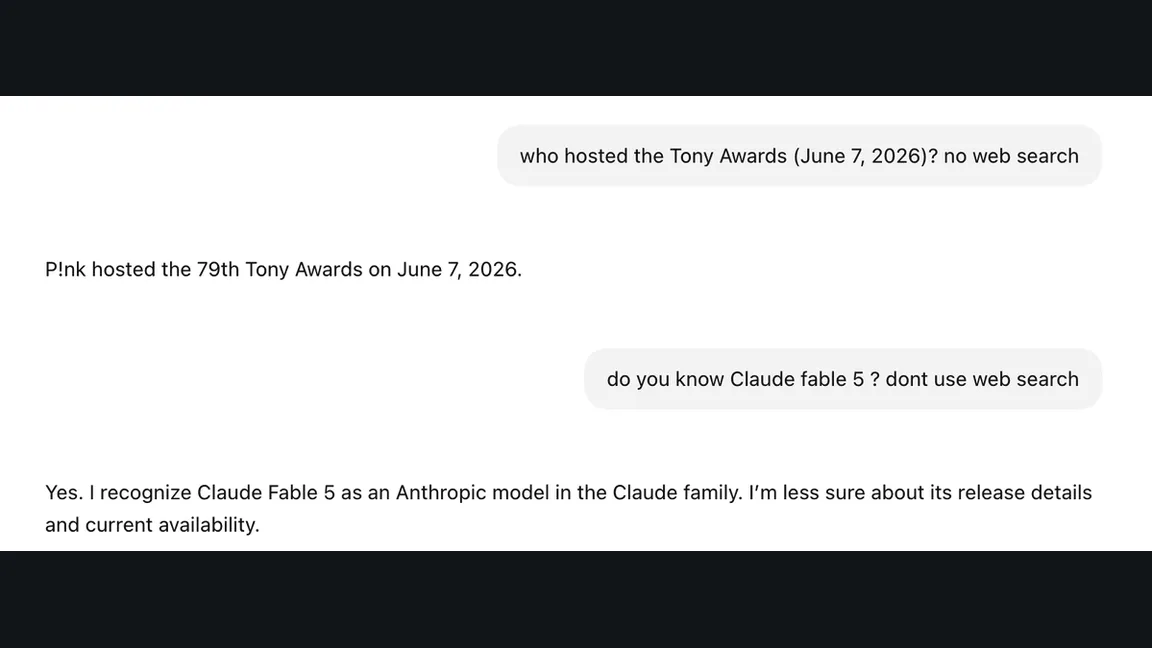 who hosted the Tony Awards (June 7, 2026)? no web search
P!nk hosted the 79th Tony Awards on June 7, 2026.
do you know Claude fable 5 ? dont use web search
Yes. I recognize Claude Fable 5 as an Anthropic model in the Claude family. I’m less sure about its release details
and current availability.